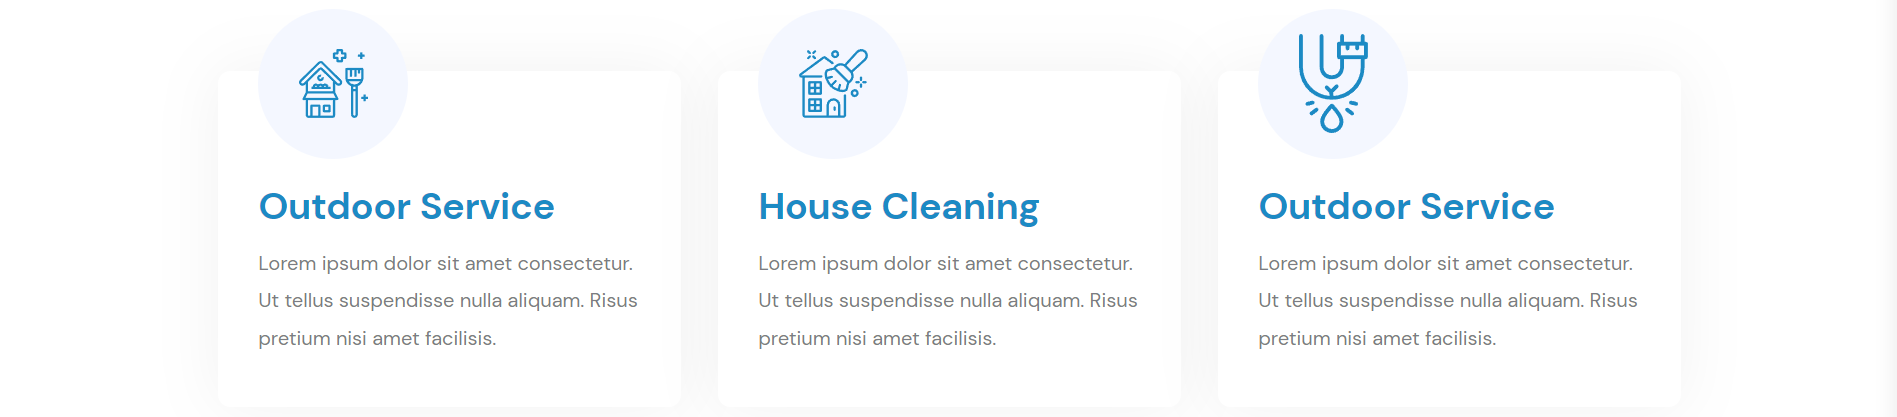 Outdoor Service
Lorem ipsum dolor sit amet consectetur.
Ut tellus suspendisse nulla aliquam. Risus
pretium nisi amet facilisis.
House Cleaning
Lorem ipsum dolor sit amet consectetur.
Ut tellus suspendisse nulla aliquam. Risus
pretium nisi amet facilisis.
Outdoor Service
Lorem ipsum dolor sit amet consectetur.
Ut tellus suspendisse nulla aliquam. Risus
pretium nisi amet facilisis.